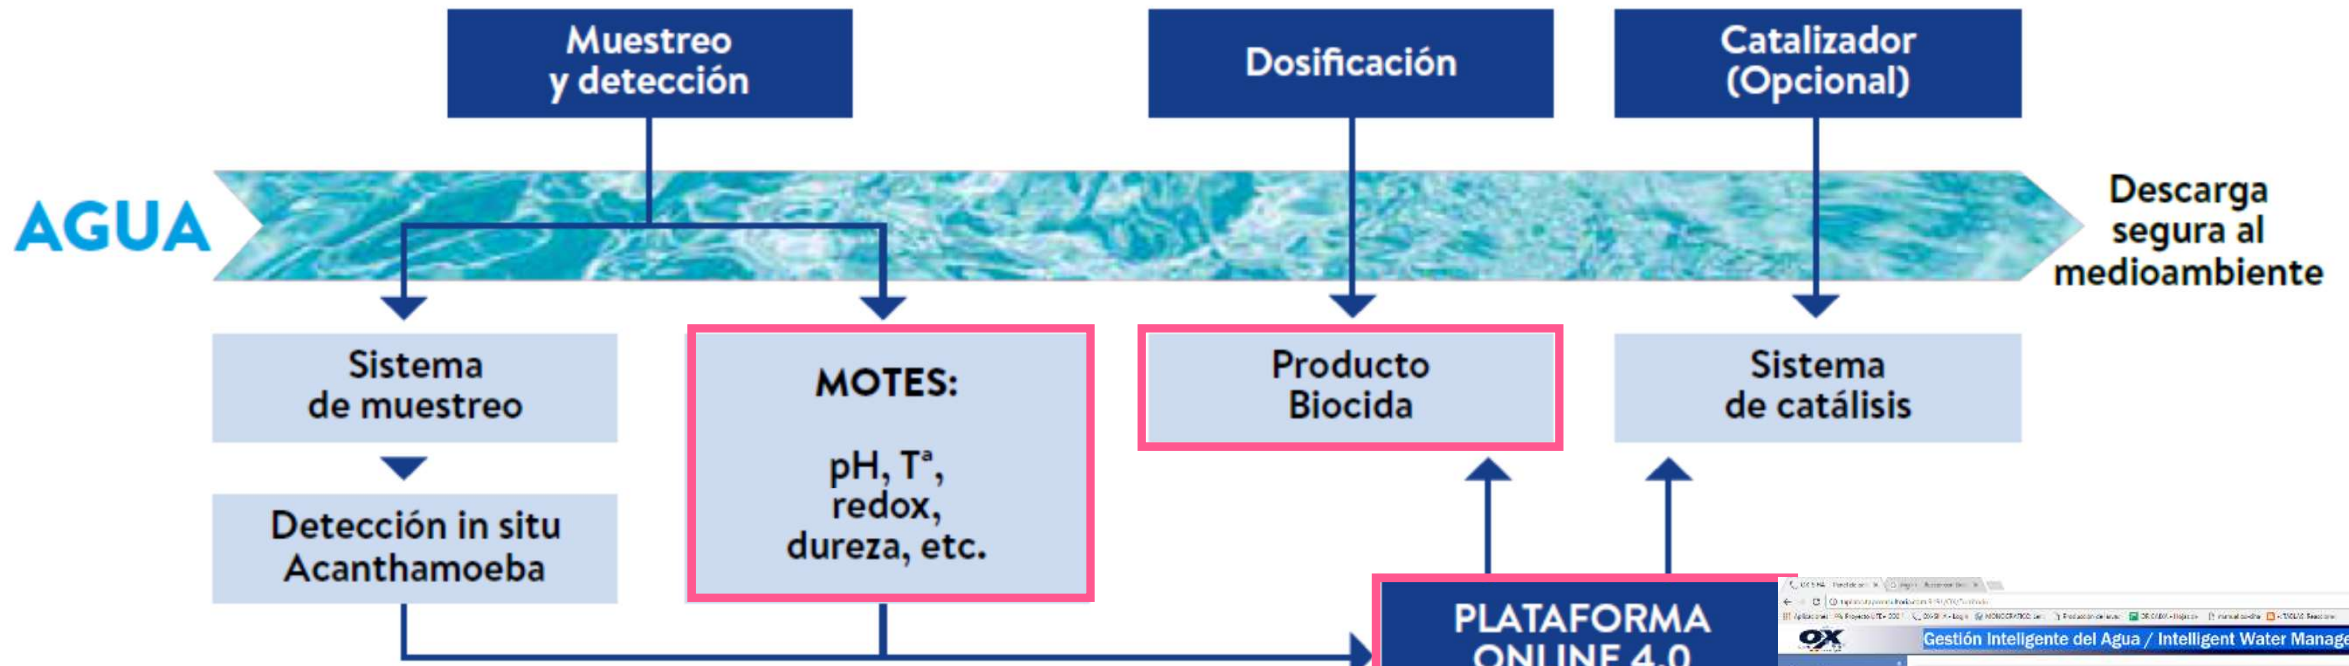 Muestreo
y detección
Dosificación
Catalizador
(Opcional)
AGUA
Descarga
segura al
medioambiente
Sistema
de muestreo
Detección in situ
Acanthamoeba
MOTES:
pH, Tª,
redox,
dureza, etc.
Producto
Biocida
Sistema
de catálisis
PLATAFORMA
ONLINE 4.0
OX
Gestión Inteligente del Agua / Intelligent Water Manage